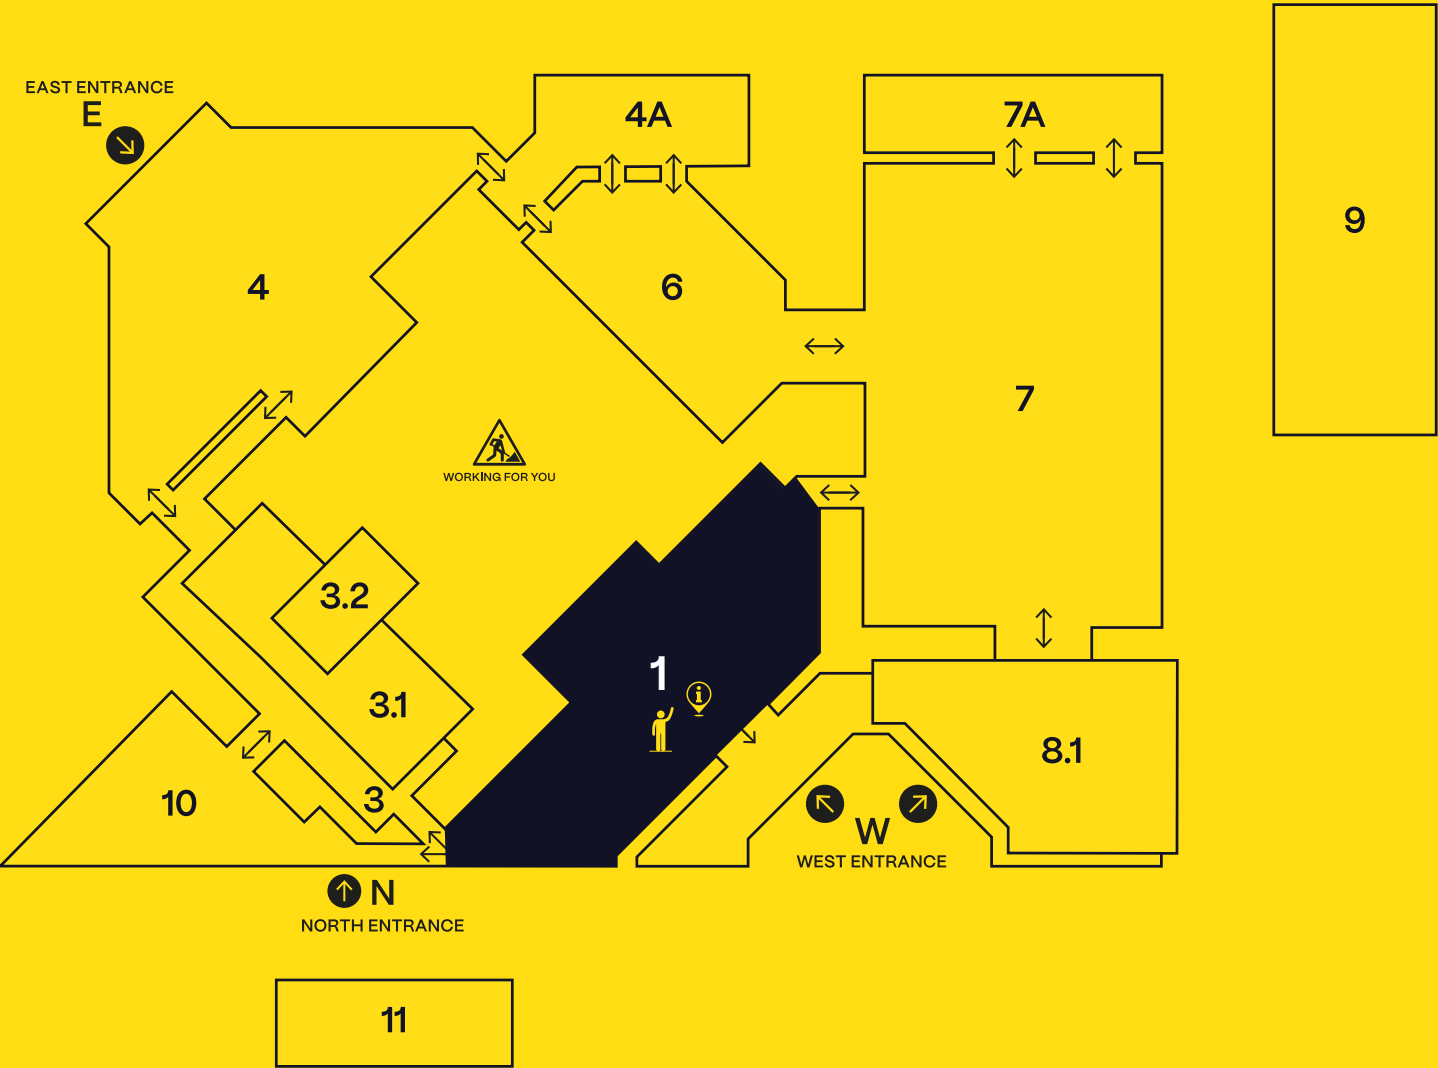 EAST ENTRANCE
E
4A
7A
9
4
6
7
WORKING FOR YOU
3.2
1
i
3.1
8.1
10
3
W
WEST ENTRANCE
N
NORTH ENTRANCE
11